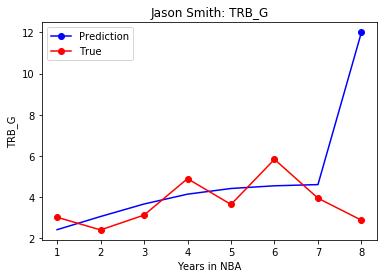 Jason Smith: TRB_G
Prediction
True
TRB_G
12
10
8
6
4
2
1 2 3 4 5 6 7 8
Years in NBA